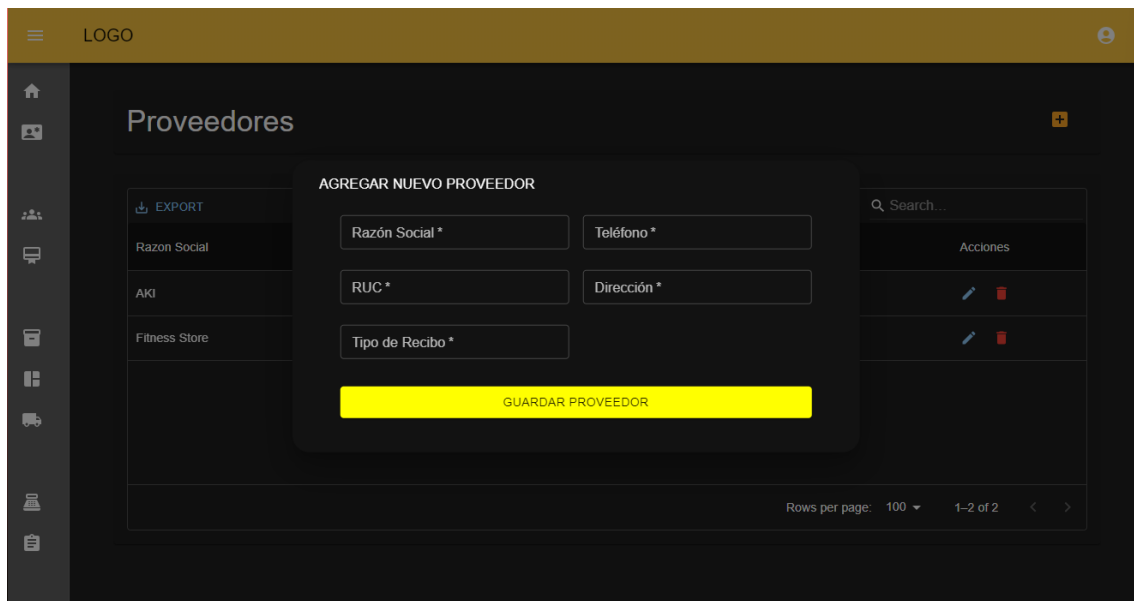 LOGO
Proveedores
AGREGAR NUEVO PROVEEDOR
EXPORT
Search...
Razón Social *
Teléfono *
Razon Social
Acciones
RUC *
Dirección *
AKI
Fitness Store
Tipo de Recibo *
GUARDAR PROVEEDOR
Rows per page: 100 1–2 of 2